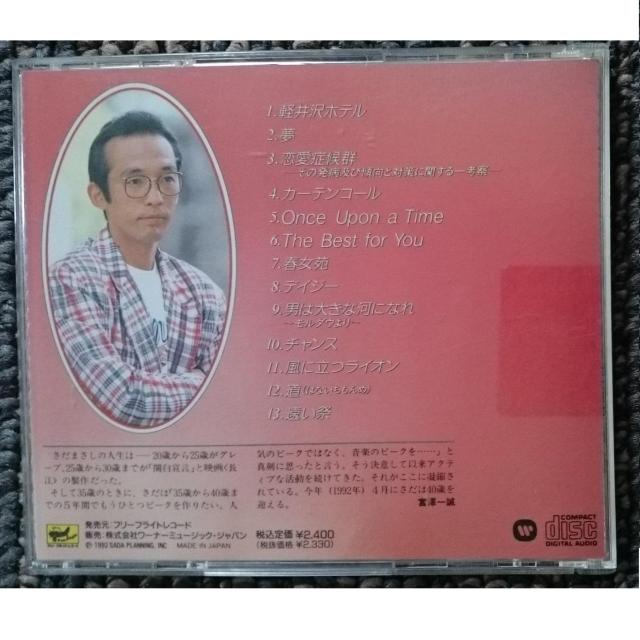 1.軽井沢ホテル
2.夢
3.恋愛症候群
―その発病及び傾向と対策に関する一考察―
4.カーテンコール
5.Once Upon a Time
6.The Best for You
7.春女苑
8.デイジー
9.男は大きな河になれ
~モルダウより~
10.チャンス
11.風に立つライオン
12.道(はないちもんめ)
13.遠い祭
さだまさしの人生は――20歳から25歳がグレ
ープ、25歳から30歳までが「関白宣言」と映画〈長
江〉の製作だった。
そして35歳のときに、さだは「35歳から40歳ま
での5年間でもうひとつピークを作りたい。人
気のピークではなく、音楽のピークを……」と
真剣に思ったと言う。そう決意して以来アクテ
ィブな活動を続けてきた。それがここに凝縮さ
れている。今年(1992年)4月にさだは40歳を
迎える。
富澤一誠
発売元:フリーフライトレコード
販売:株式会社ワーナーミュージック・ジャパン
℗© 1992 SADA PLANNING, INC MADE IN JAPAN
税込定価 ¥2,400
(税抜価格 ¥2,330)
COMPACT
disc
DIGITAL AUDIO